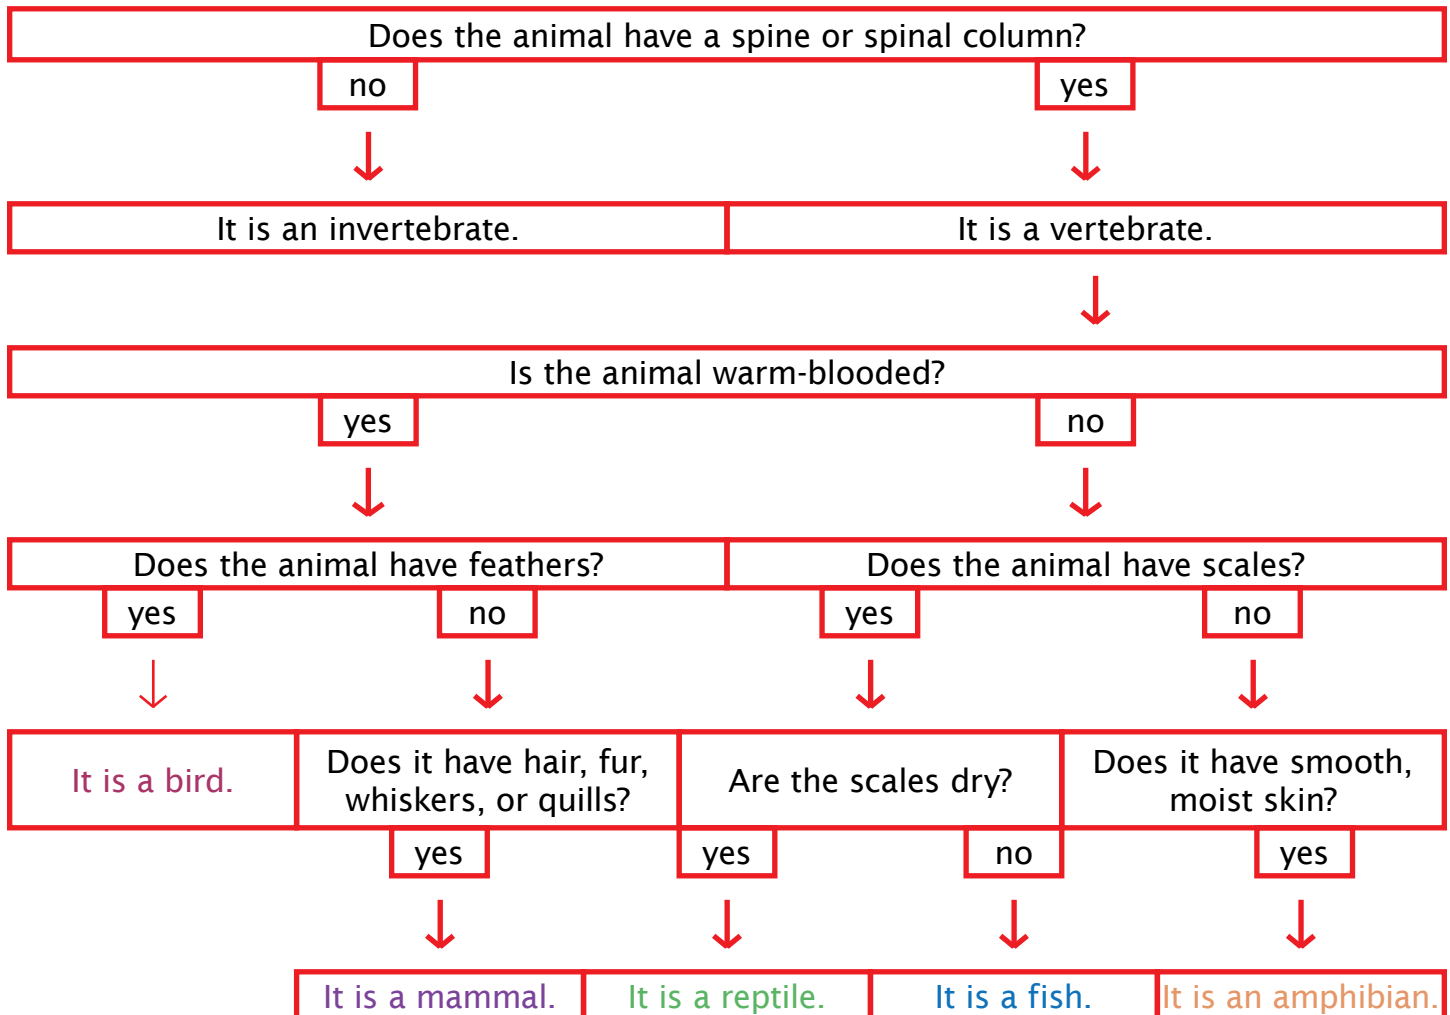 Does the animal have a spine or spinal column?
no
yes
It is an invertebrate.
It is a vertebrate.
Is the animal warm-blooded?
yes
no
Does the animal have feathers?
Does the animal have scales?
yes
no
yes
no
It is a bird.
Does it have hair, fur,
whiskers, or quills?
Are the scales dry?
Does it have smooth,
moist skin?
yes
yes
no
yes
It is a mammal.
It is a reptile.
It is a fish.
It is an amphibian.